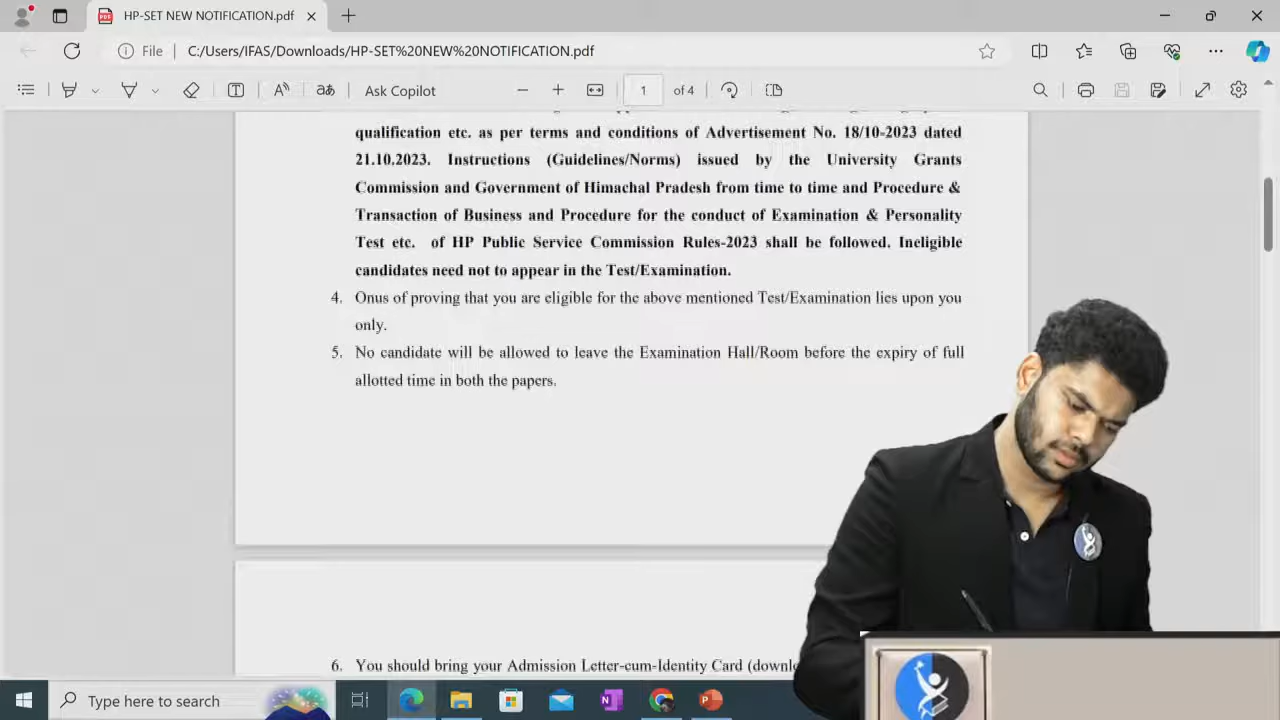 HP-SET NEW NOTIFICATION.pdf
File
C:/Users/IFAS/Downloads/HP-SET%20NEW%20NOTIFICATION.pdf
Ask Copilot
1 of 4
qualification etc. as per terms and conditions of Advertisement No. 18/10-2023 dated
21.10.2023. Instructions (Guidelines/Norms) issued by the University Grants
Commission and Government of Himachal Pradesh from time to time and Procedure &
Transaction of Business and Procedure for the conduct of Examination & Personality
Test etc. of HP Public Service Commission Rules-2023 shall be followed. Ineligible
candidates need not to appear in the Test/Examination.
4. Onus of proving that you are eligible for the above mentioned Test/Examination lies upon you
only.
5. No candidate will be allowed to leave the Examination Hall/Room before the expiry of full
allotted time in both the papers.
6. You should bring your Admission Letter-cum-Identity Card
Type here to search